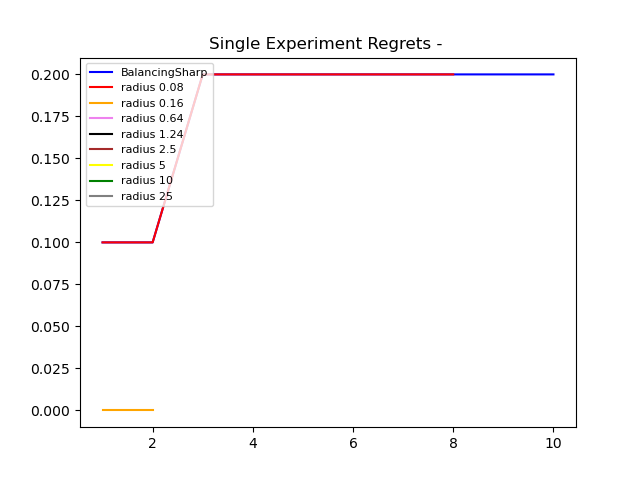 Single Experiment Regrets -
0.200
0.175
0.150
0.125
0.100
0.075
0.050
0.025
0.000
BalancingSharp
radius 0.08
radius 0.16
radius 0.64
radius 1.24
radius 2.5
radius 5
radius 10
radius 25
2 4 6 8 10